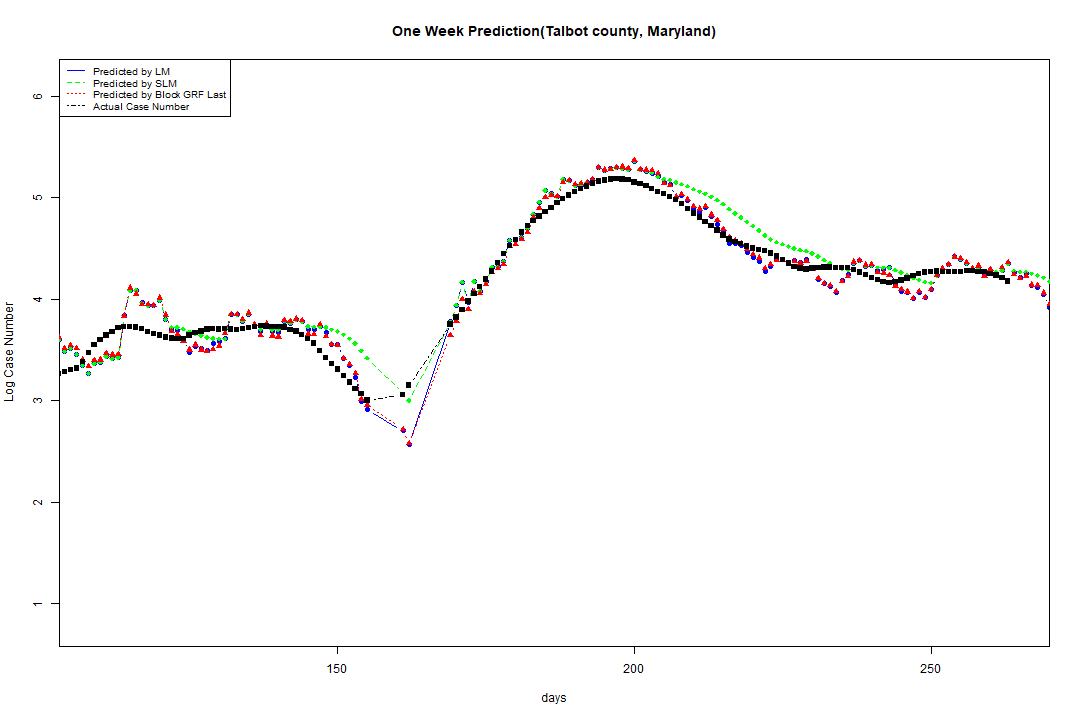 One Week Prediction(Talbot county, Maryland)
Predicted by LM
Predicted by SLM
Predicted by Block GRF Last
Actual Case Number
6
5
4
3
2
1
Log Case Number
150
200
250
days